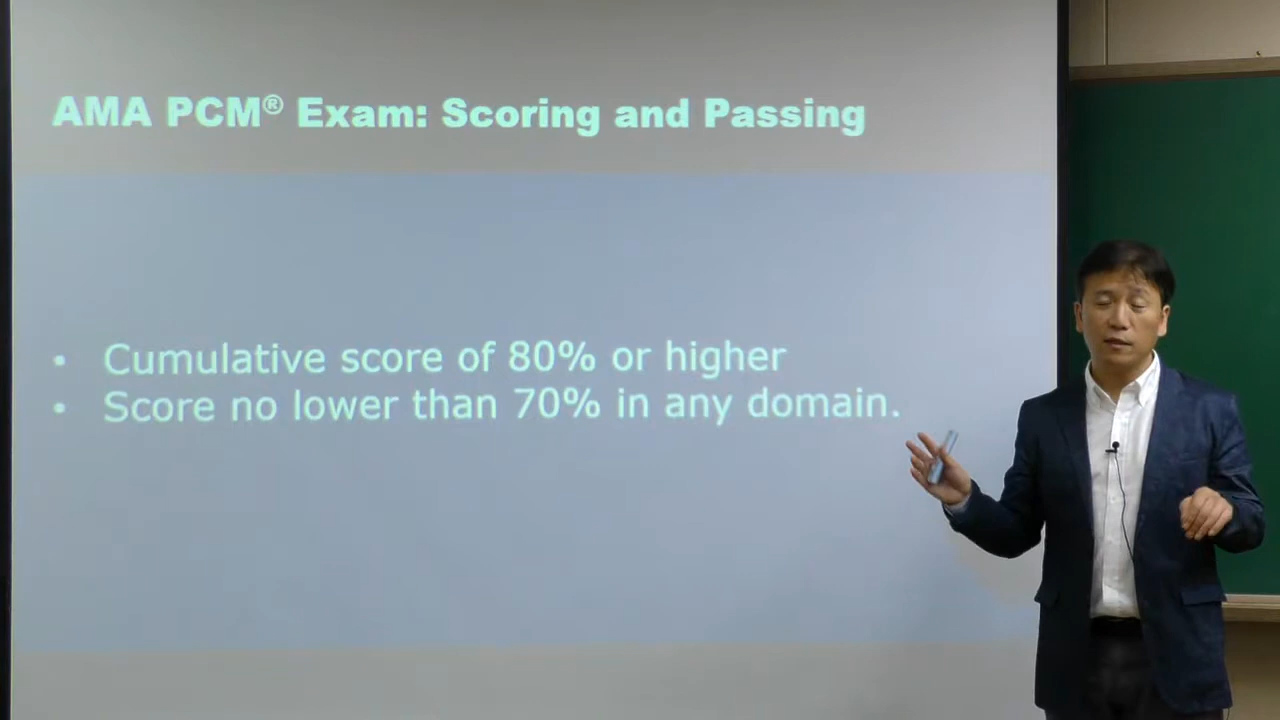 AMA PCM® Exam: Scoring and Passing
• Cumulative score of 80% or higher
• Score no lower than 70% in any domain.